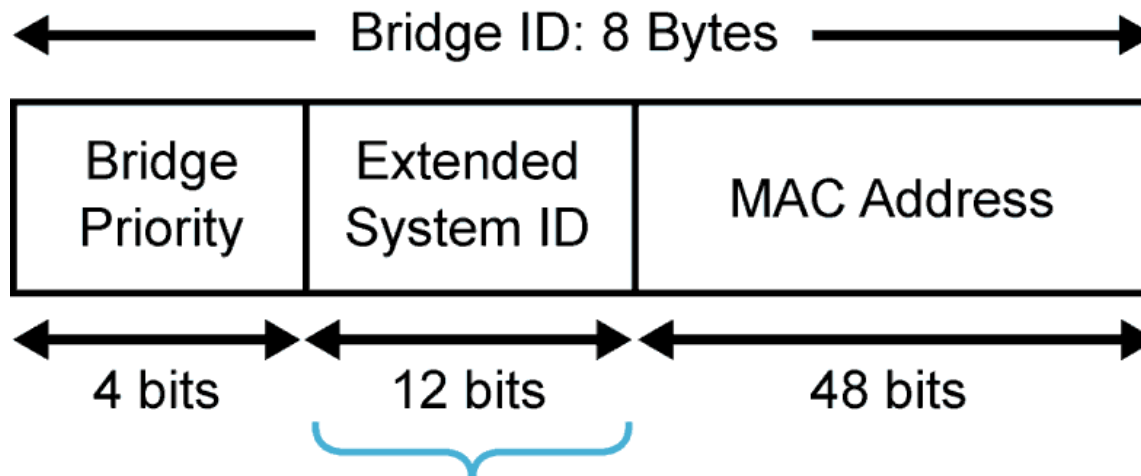 Bridge ID: 8 Bytes
Bridge
Priority
Extended
System ID
MAC Address
4 bits
12 bits
48 bits